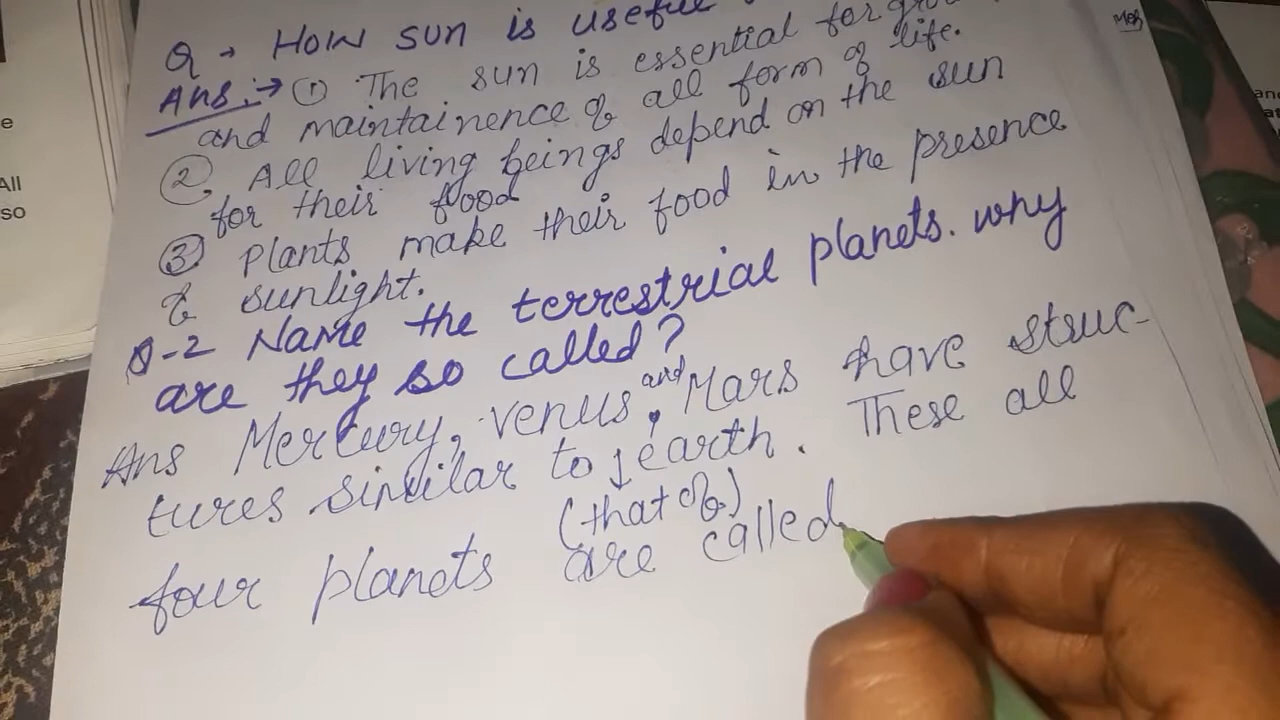 Q → How sun is useful
Ans :→ ① The sun is essential for
and maintainence of all form of life.
② All living beings depend on the sun
for their food
③ Plants make their food in the presence
of sunlight.
Q-2 Name the terrestrial planets. why
are they so called?
Ans Mercury, Venus, and Mars have struc-
tures similar to ↓ earth. These all
(that of)
four planets are called
e
All
so